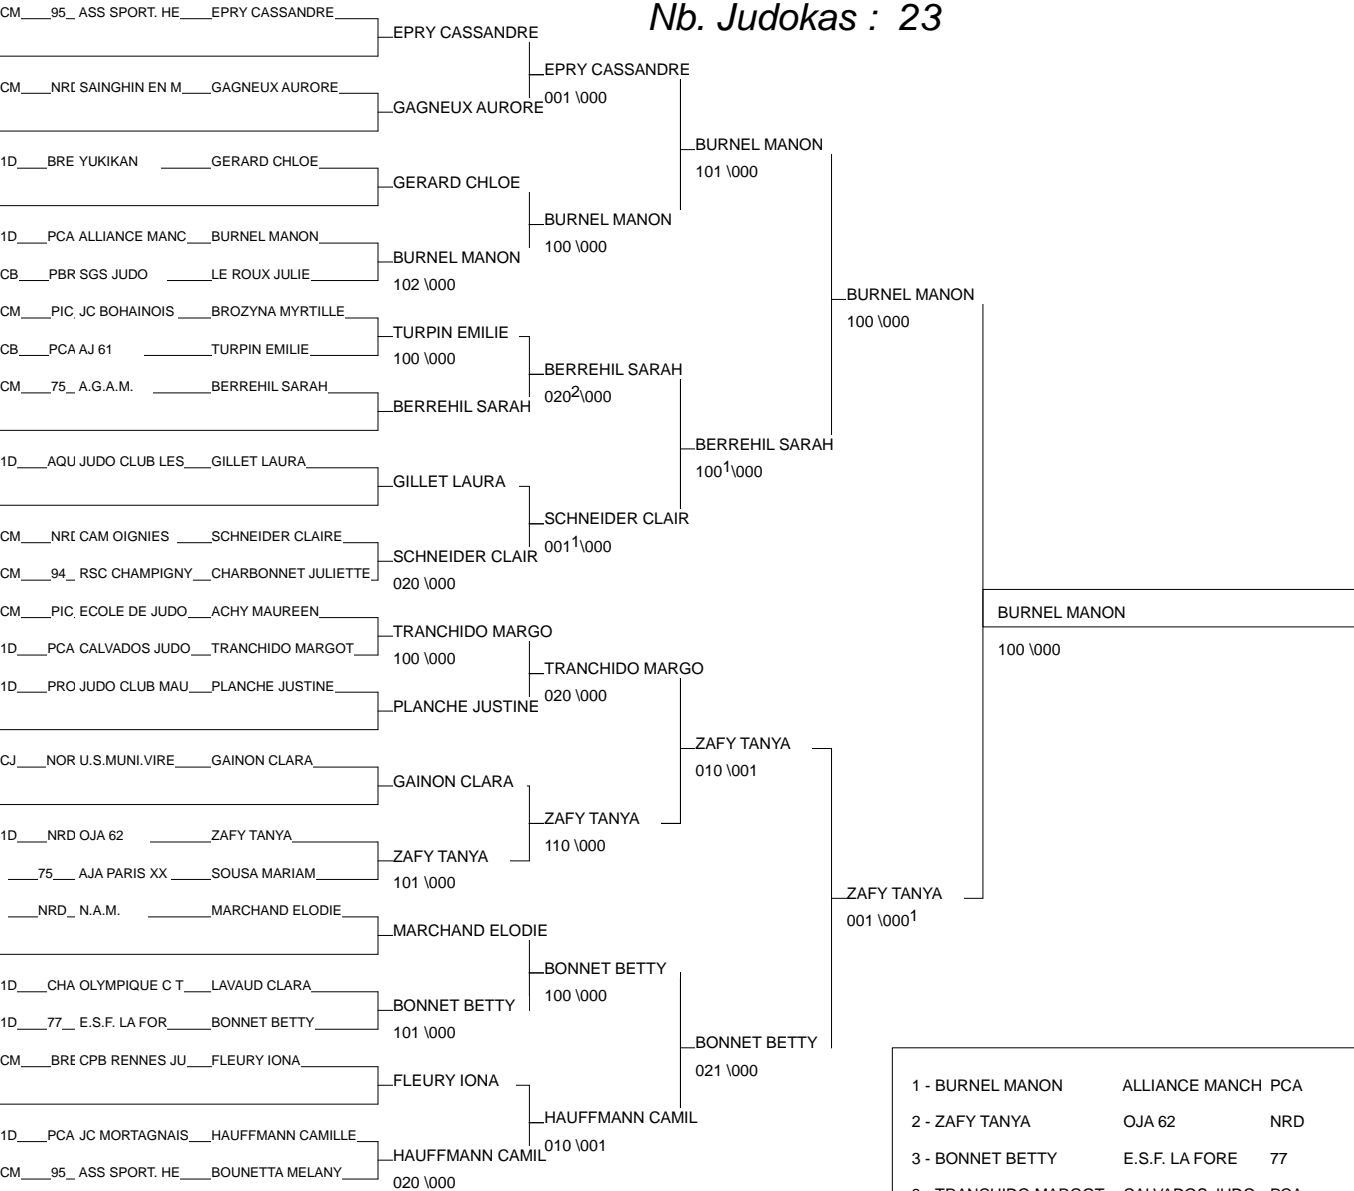 Nb. Judokas : 23
CM 95 ASS SPORT. HE EPRY CASSANDRE
CM NRD SAINGHIN EN M GAGNEUX AURORE
1D BRE YUKIKAN GERARD CHLOE
1D PCA ALLIANCE MANC BURNEL MANON
CB PBR SGS JUDO LE ROUX JULIE
CM PIC JC BOHAINOIS BROZYNA MYRTILLE
CB PCA AJ 61 TURPIN EMILIE
CM 75 A.G.A.M. BERREHIL SARAH
1D AQU JUDO CLUB LES GILLET LAURA
CM NRD CAM OIGNIES SCHNEIDER CLAIRE
CM 94 RSC CHAMPIGNY CHARBONNET JULIETTE
CM PIC ECOLE DE JUDO ACHY MAUREEN
1D PCA CALVADOS JUDO TRANCHIDO MARGOT
1D PRO JUDO CLUB MAU PLANCHE JUSTINE
CJ NOR U.S.MUNI.VIRE GAINON CLARA
1D NRD OJA 62 ZAFY TANYA
75 AJA PARIS XX SOUSA MARIAM
NRD N.A.M. MARCHAND ELODIE
1D CHA OLYMPIQUE C T LAVAUD CLARA
1D 77 E.S.F. LA FOR BONNET BETTY
CM BRE CPB RENNES JU FLEURY IONA
1D PCA JC MORTAGNAIS HAUFFMANN CAMILLE
CM 95 ASS SPORT. HE BOUNETTA MELANY
EPRY CASSANDRE
GAGNEUX AURORE
GERARD CHLOE
BURNEL MANON
102 \000
TURPIN EMILIE
100 \000
BERREHIL SARAH
GILLET LAURA
SCHNEIDER CLAIR
020 \000
TRANCHIDO MARGO
100 \000
PLANCHE JUSTINE
GAINON CLARA
ZAFY TANYA
101 \000
MARCHAND ELODIE
BONNET BETTY
101 \000
FLEURY IONA
HAUFFMANN CAMIL
020 \000
EPRY CASSANDRE
001 \000
BURNEL MANON
100 \000
BERREHIL SARAH
020²\000
SCHNEIDER CLAIR
001¹\000
TRANCHIDO MARGO
020 \000
ZAFY TANYA
110 \000
BONNET BETTY
100 \000
HAUFFMANN CAMIL
010 \001
BURNEL MANON
101 \000
BERREHIL SARAH
100¹\000
ZAFY TANYA
010 \001
BONNET BETTY
021 \000
BURNEL MANON
100 \000
ZAFY TANYA
001 \000¹
BURNEL MANON
100 \000
1 - BURNEL MANON ALLIANCE MANCH PCA
2 - ZAFY TANYA OJA 62 NRD
3 - BONNET BETTY E.S.F. LA FORE 77
3 - TRANCHIDO MARGOT CALVADOS JUDO PCA